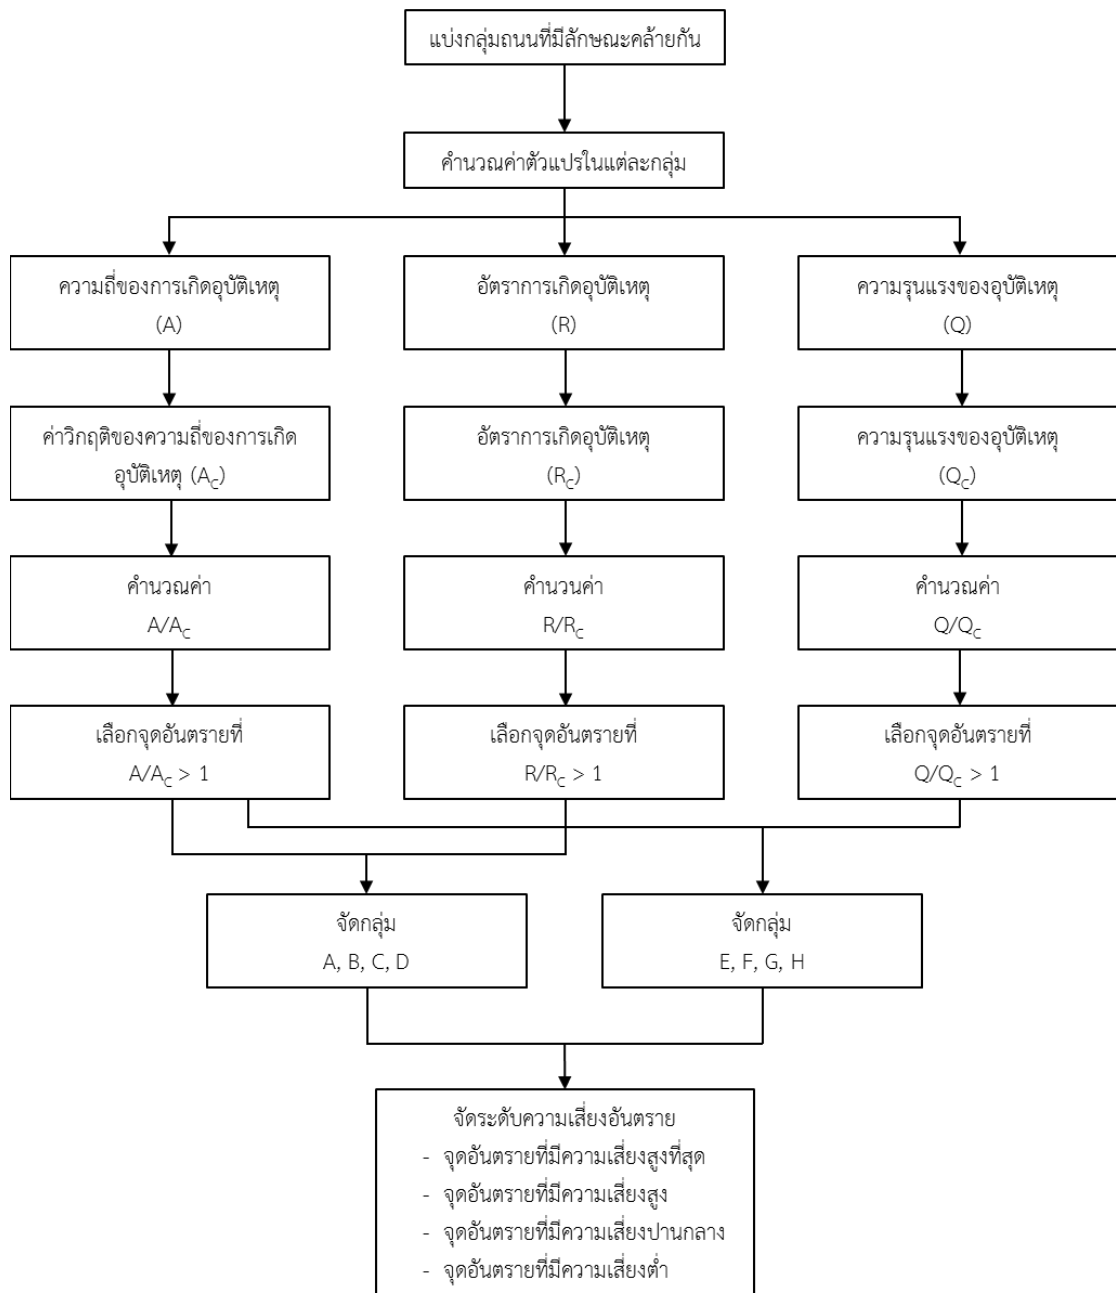 แบ่งกลุ่มถนนที่มีลักษณะคล้ายกัน
คำนวณค่าตัวแปรในแต่ละกลุ่ม
ความถี่ของการเกิดอุบัติเหตุ
(A)
อัตราการเกิดอุบัติเหตุ
(R)
ความรุนแรงของอุบัติเหตุ
(Q)
ค่าวิกฤติของความถี่ของการเกิด
อุบัติเหตุ (A_C)
อัตราการเกิดอุบัติเหตุ
(R_C)
ความรุนแรงของอุบัติเหตุ
(Q_C)
คำนวณค่า
A/A_C
คำนวนค่า
R/R_C
คำนวณค่า
Q/Q_C
เลือกจุดอันตรายที่
A/A_C > 1
เลือกจุดอันตรายที่
R/R_C > 1
เลือกจุดอันตรายที่
Q/Q_C > 1
จัดกลุ่ม
A, B, C, D
จัดกลุ่ม
E, F, G, H
จัดระดับความเสี่ยงอันตราย
- จุดอันตรายที่มีความเสี่ยงสูงที่สุด
- จุดอันตรายที่มีความเสี่ยงสูง
- จุดอันตรายที่มีความเสี่ยงปานกลาง
- จุดอันตรายที่มีความเสี่ยงต่ำ